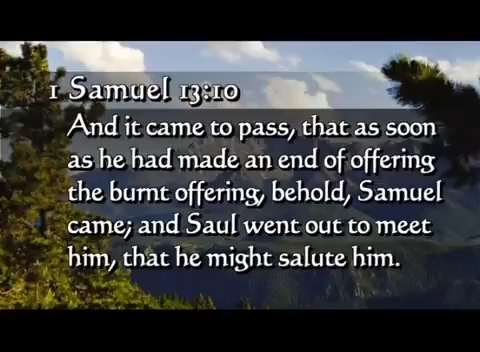 1 Samuel 13:10
And it came to pass, that as soon
as he had made an end of offering
the burnt offering, behold, Samuel
came; and Saul went out to meet
him, that he might salute him.